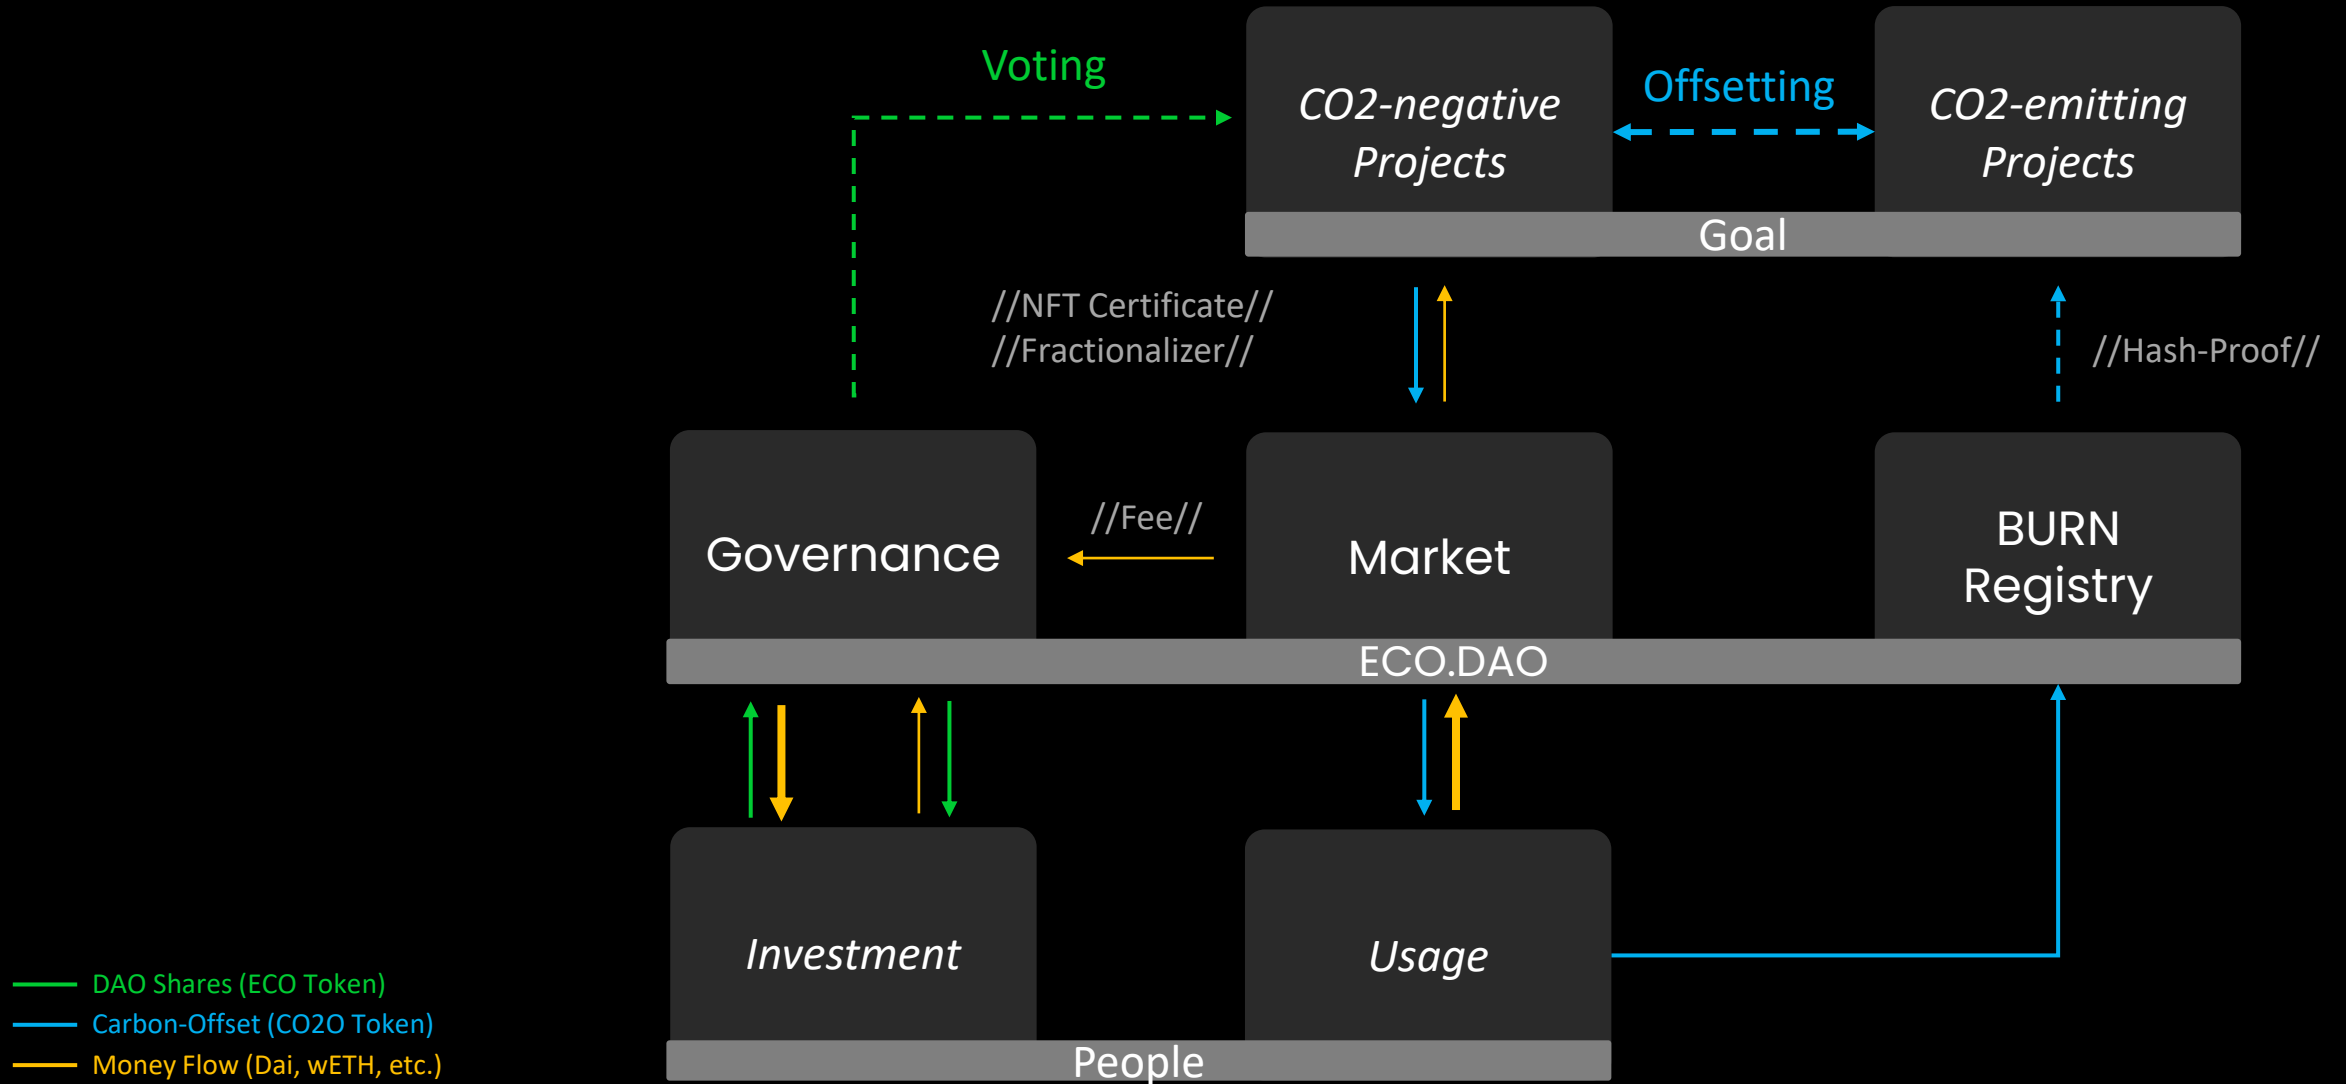 Voting
CO2-negative
Projects
Offsetting
CO2-emitting
Projects
Goal
//NFT Certificate//
//Fractionalizer//
//Hash-Proof//
Governance
//Fee//
Market
BURN
Registry
ECO.DAO
Investment
Usage
People
DAO Shares (ECO Token)
Carbon-Offset (CO2O Token)
Money Flow (Dai, wETH, etc.)